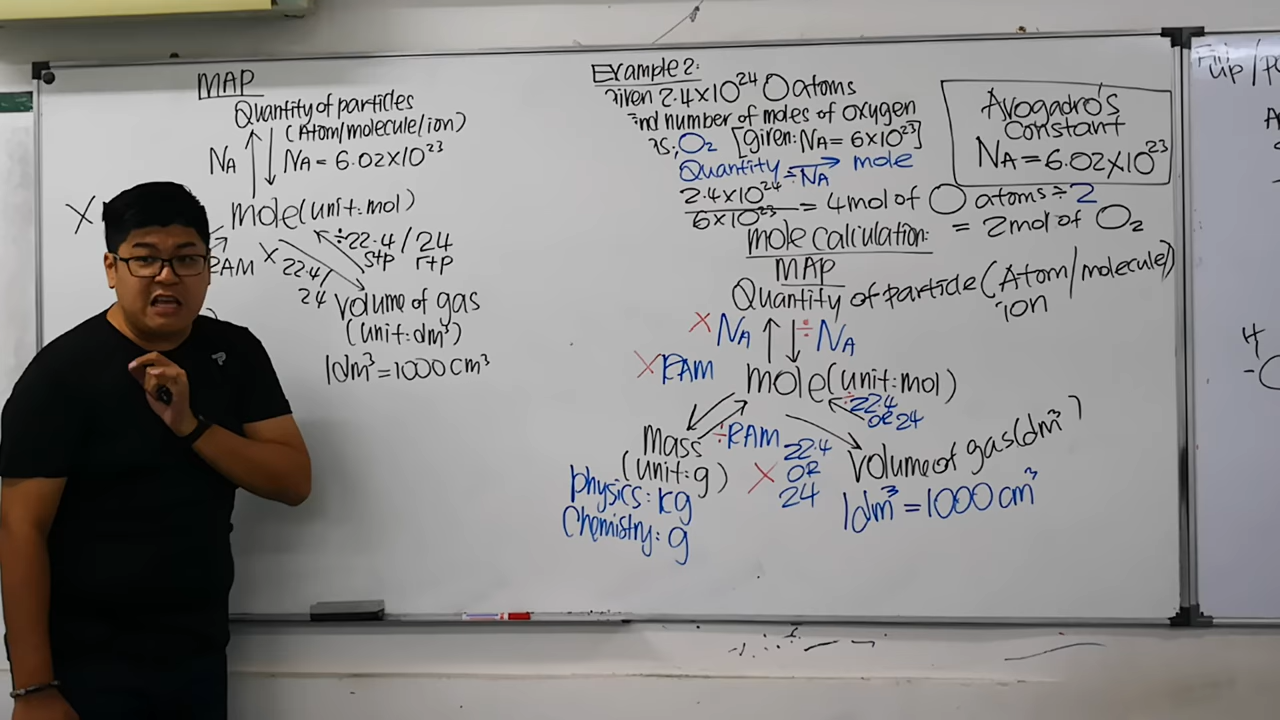 MAP
Quantity of particles
(Atom/molecule/ion)
NA
NA = 6.02×10²³
×
mole (unit: mol)
RAM
×22.4/
24
÷22.4 / 24
stp rtp
Volume of gas
(unit: dm³)
1dm³ = 1000 cm³
Example 2:
given 2.4×10²⁴ O atoms
number of moles of oxygen
O₂ [given: NA = 6×10²³]
Quantity → mole
÷NA
2.4×10²⁴
6×10²³
= 4 mol of O atoms ÷2
= 2 mol of O₂
Avogadro's
Constant
NA = 6.02×10²³
mole calculation:
MAP
Quantity of particle (Atom/molecule)
ion
× NA
÷ NA
×RAM
mole (unit: mol)
÷22.4
OR 24
Mass
(unit: g)
÷RAM
22.4
× OR
24
Volume of gas (dm³)
1dm³ = 1000 cm³
physics: kg
Chemistry: g
up /
H